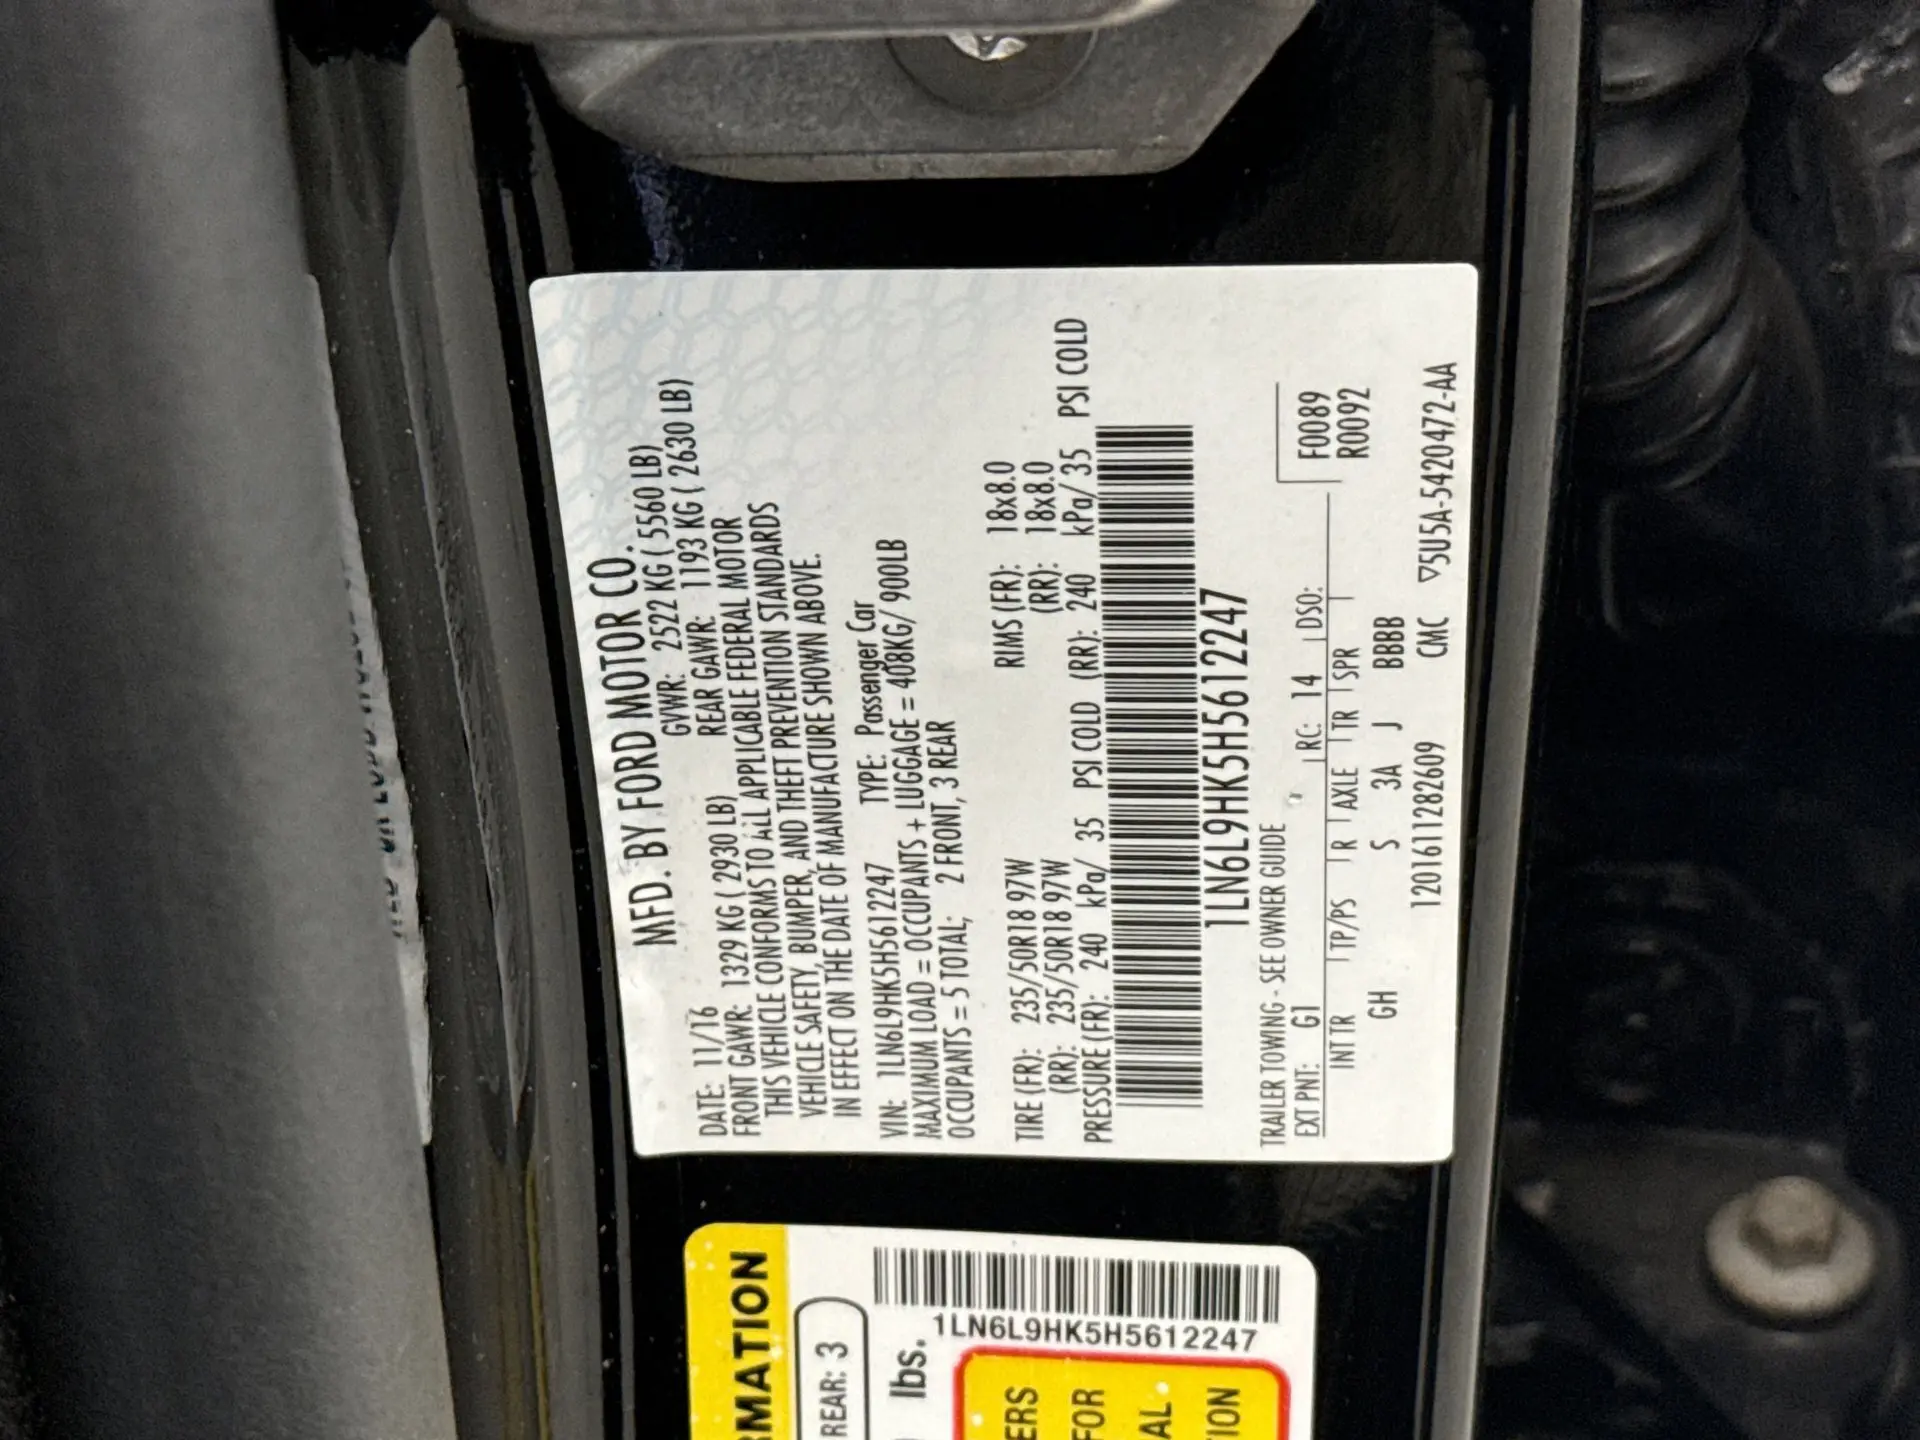 MFD. BY FORD MOTOR CO.
DATE: 11/16 GVWR: 2522 KG ( 5560 LB)
FRONT GAWR: 1329 KG ( 2930 LB) REAR GAWR: 1193 KG ( 2630 LB)
THIS VEHICLE CONFORMS TO ALL APPLICABLE FEDERAL MOTOR
VEHICLE SAFETY, BUMPER, AND THEFT PREVENTION STANDARDS
IN EFFECT ON THE DATE OF MANUFACTURE SHOWN ABOVE.
VIN: 1LN6L9HK5H5612247 TYPE: Passenger Car
MAXIMUM LOAD = OCCUPANTS + LUGGAGE = 408KG/ 900LB
OCCUPANTS = 5 TOTAL; 2 FRONT, 3 REAR
TIRE (FR): 235/50R18 97W RIMS (FR): 18x8.0
(RR): 235/50R18 97W (RR): 18x8.0
PRESSURE (FR): 240 kPa/ 35 PSI COLD (RR): 240 kPa/ 35 PSI COLD
1LN6L9HK5H5612247
TRAILER TOWING - SEE OWNER GUIDE
EXT PNT: G1 RC: 14 DSO:
F0089
R0092
INT TR TP/PS R AXLE TR SPR
GH S 3A J BBBB
1201611282609 CMC ▽5U5A-5420472-AA
RMATION
REAR: 3
lbs.
1LN6L9HK5H5612247
ERS
FOR
AL
TION